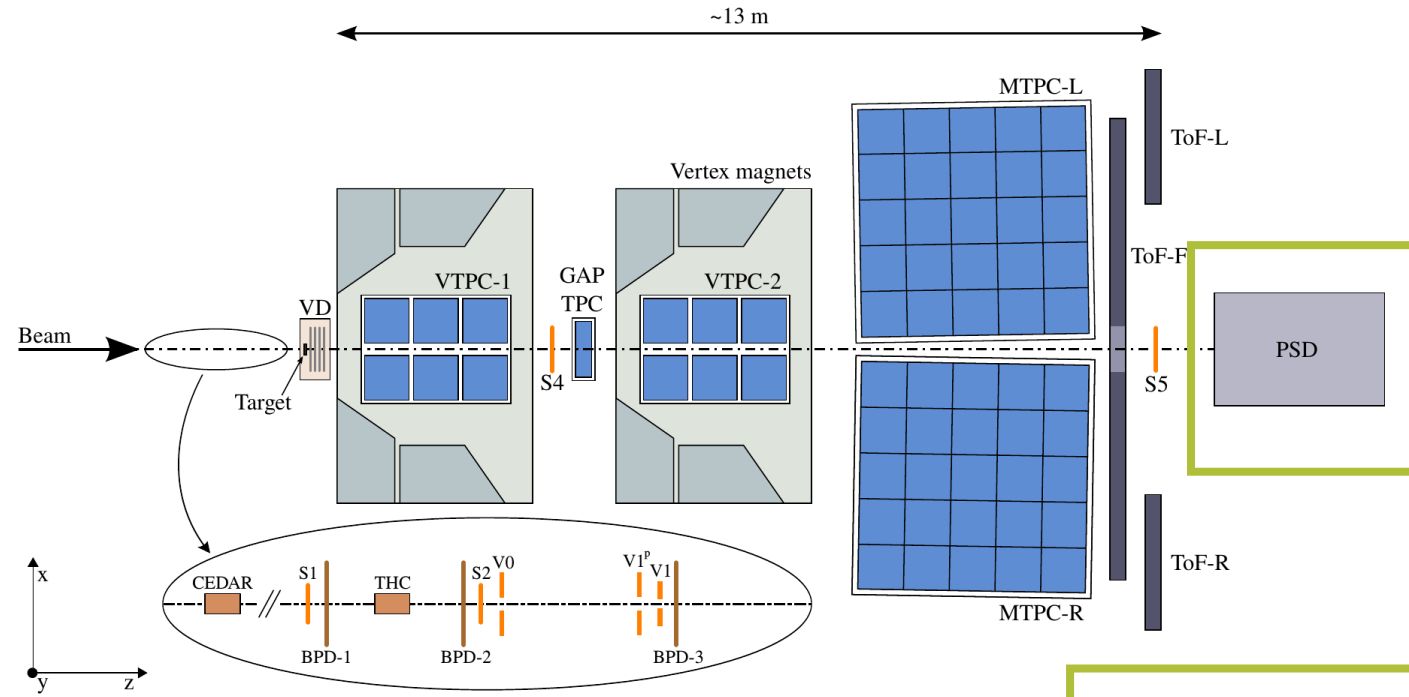 ~13 m
MTPC-L
ToF-L
Vertex magnets
ToF-F
VTPC-1
GAP
TPC
VTPC-2
VD
Beam
PSD
S4
S5
Target
MTPC-R
ToF-R
x
y
z
CEDAR
S1
THC
S2
V0
V1ᵖ
V1
BPD-1
BPD-2
BPD-3